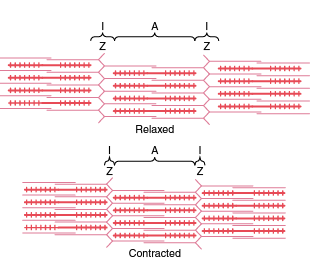 I A I
Z Z
Relaxed
I A I
Z Z
Contracted